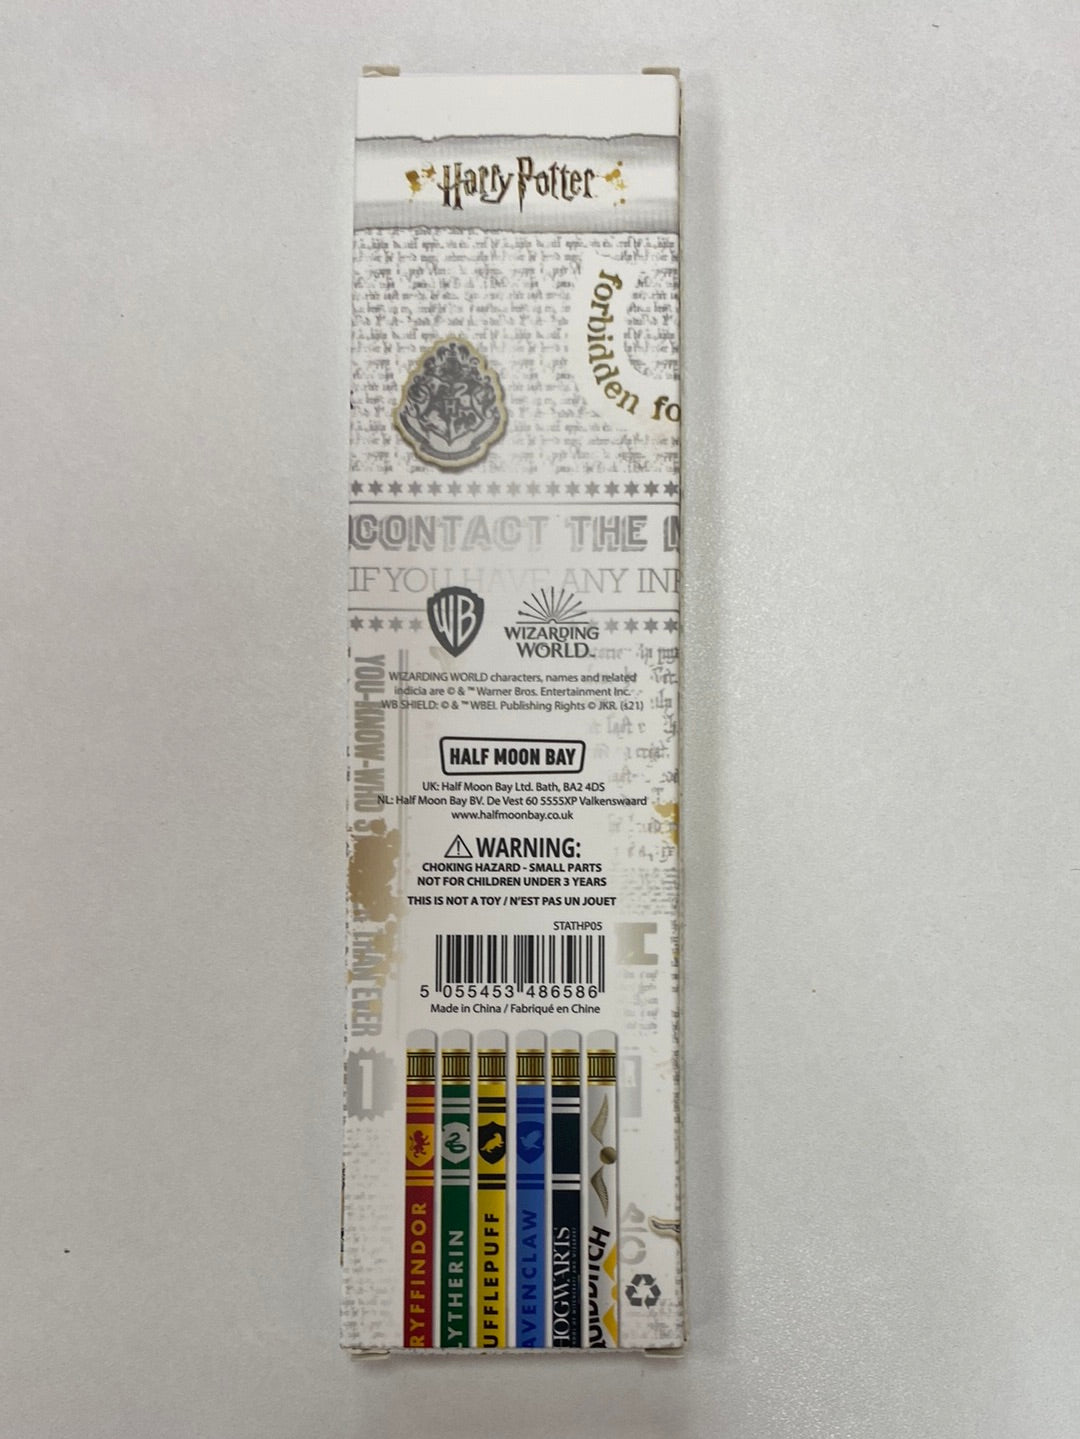 Harry Potter
forbidden fo
CONTACT THE M
IF YOU HAVE ANY INF
WB
WIZARDING
WORLD™
WIZARDING WORLD characters, names and related
indicia are © & ™ Warner Bros. Entertainment Inc.
WB SHIELD: © & ™ WBEI. Publishing Rights © JKR. (s21)
YOU-KNOW-WHO
THAN EVER
HALF MOON BAY
UK: Half Moon Bay Ltd. Bath, BA2 4DS
NL: Half Moon Bay BV. De Vest 60 5555XP Valkenswaard
www.halfmoonbay.co.uk
WARNING:
CHOKING HAZARD - SMALL PARTS
NOT FOR CHILDREN UNDER 3 YEARS
THIS IS NOT A TOY / N'EST PAS UN JOUET
STATHP05
5 055453 486586
Made in China / Fabriqué en Chine
1
RYFFINDOR
LYTHERIN
UFFLEPUFF
AVENCLAW
HOGWARTS
QUIDDITCH